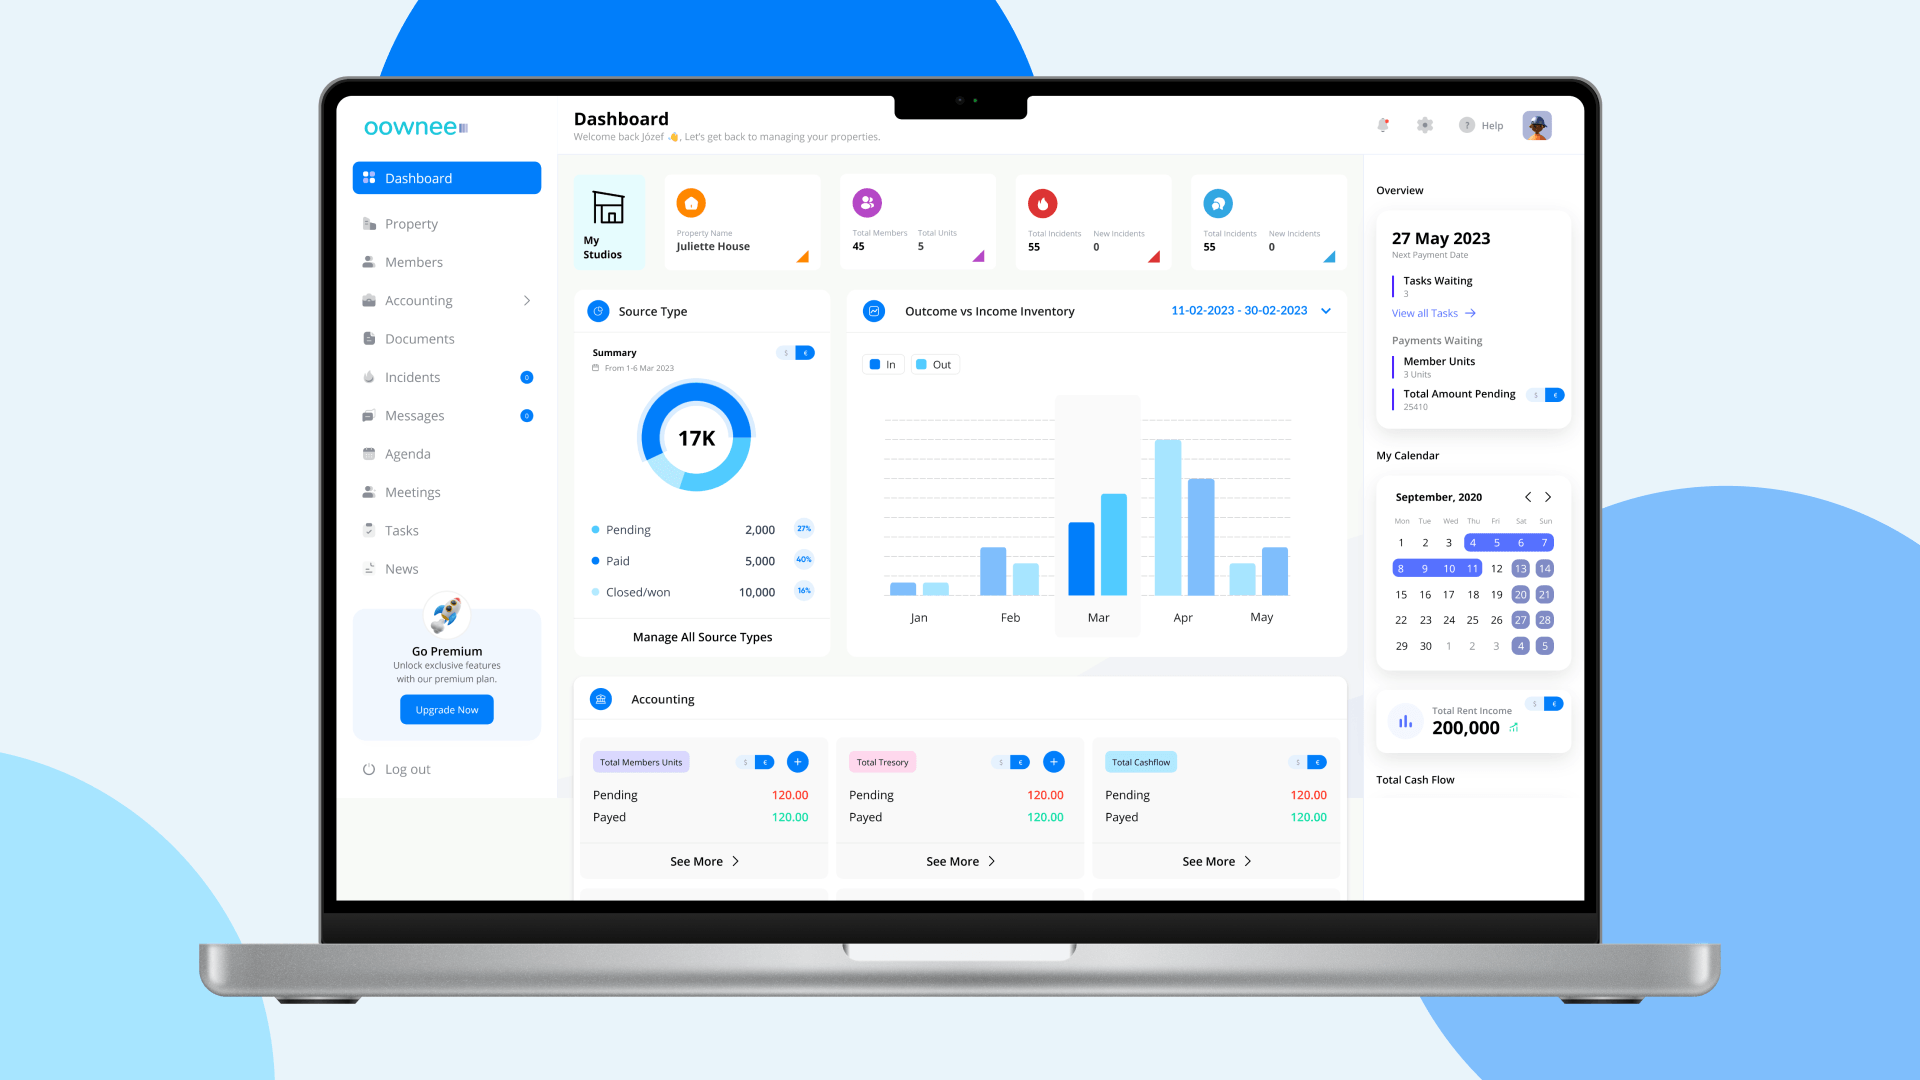 oownee
Dashboard
Property
Members
Accounting
Documents
Incidents 0
Messages 0
Agenda
Meetings
Tasks
News
Go Premium
Unlock exclusive features
with our premium plan.
Upgrade Now
Log out
Dashboard
Welcome back Józef 👋, Let's get back to managing your properties.
? Help
My
Studios
Property Name
Juliette House
Total Members Total Units
45 5
Total Incidents New Incidents
55 0
Total Incidents New Incidents
55 0
Source Type
Summary
$ €
From 1-6 Mar 2023
17K
Pending 2,000 27%
Paid 5,000 40%
Closed/won 10,000 16%
Manage All Source Types
Outcome vs Income Inventory 11-02-2023 - 30-02-2023
In Out
Jan Feb Mar Apr May
Accounting
Total Members Units $ € +
Pending 120.00
Payed 120.00
See More
Total Tresory $ € +
Pending 120.00
Payed 120.00
See More
Total Cashflow $ €
Pending 120.00
Payed 120.00
See More
Overview
27 May 2023
Next Payment Date
Tasks Waiting
3
View all Tasks
Payments Waiting
Member Units
3 Units
Total Amount Pending $ €
25410
My Calendar
September, 2020
Mon Tue Wed Thu Fri Sat Sun
1 2 3 4 5 6 7
8 9 10 11 12 13 14
15 16 17 18 19 20 21
22 23 24 25 26 27 28
29 30 1 2 3 4 5
$ €
Total Rent Income
200,000
Total Cash Flow